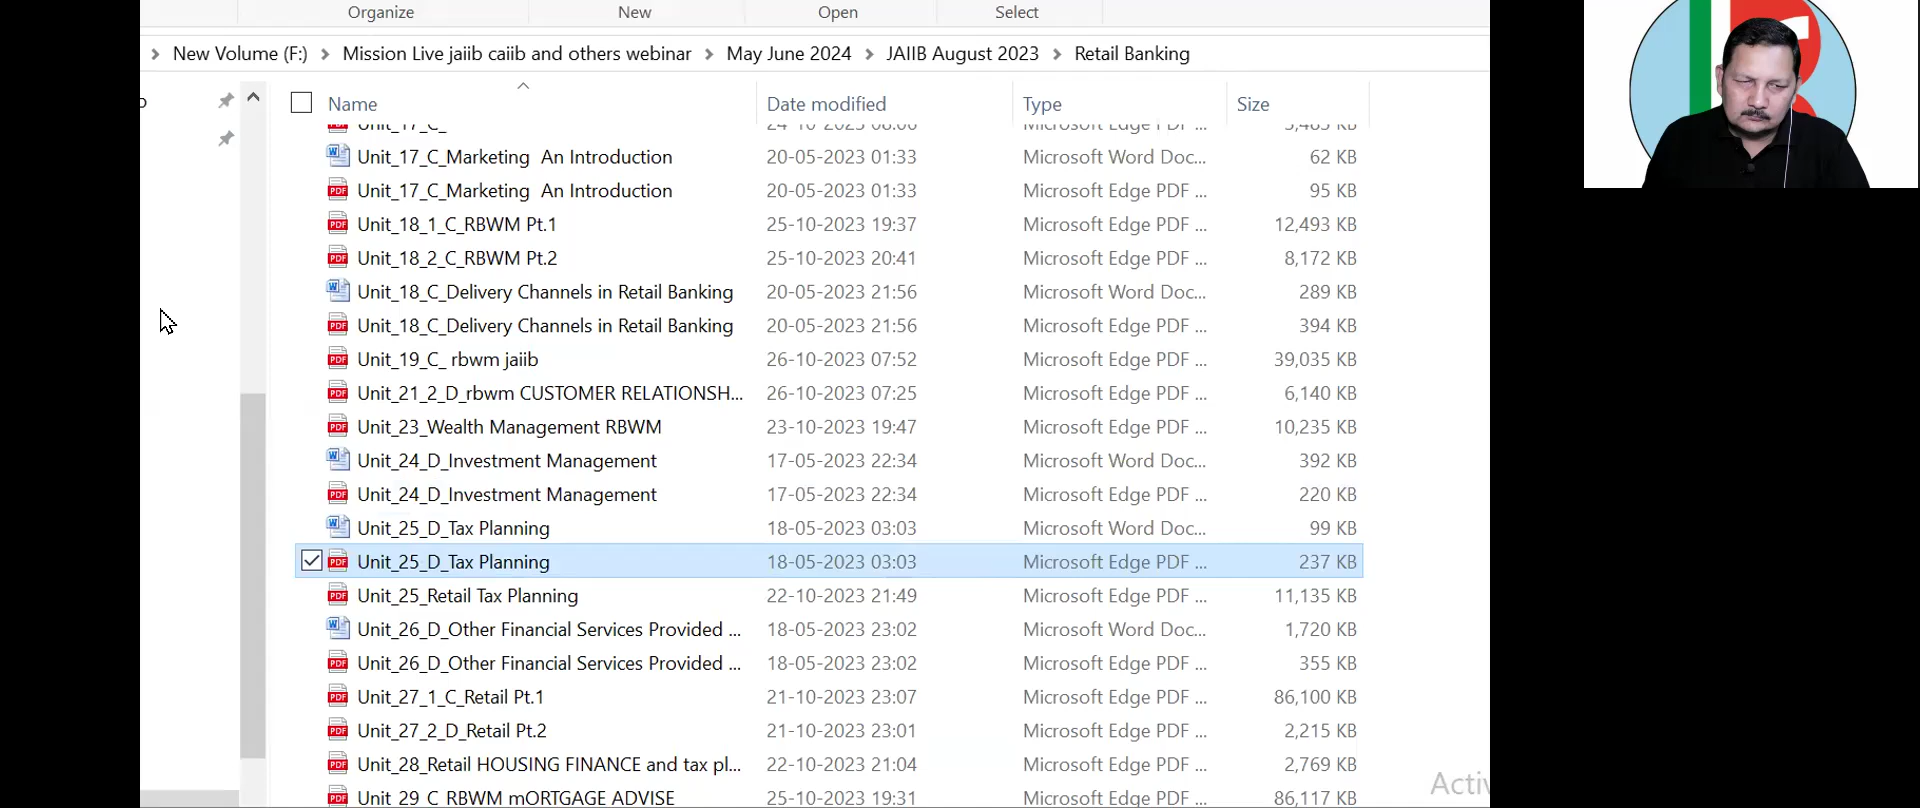 Organize New Open Select
New Volume (F:) Mission Live jaiib caiib and others webinar May June 2024 JAIIB August 2023 Retail Banking
Name Date modified Type Size
Unit_17_C_ 24-10-2023 08:06 Microsoft Edge PDF ... 5,485 KB
Unit_17_C_Marketing An Introduction 20-05-2023 01:33 Microsoft Word Doc... 62 KB
Unit_17_C_Marketing An Introduction 20-05-2023 01:33 Microsoft Edge PDF ... 95 KB
Unit_18_1_C_RBWM Pt.1 25-10-2023 19:37 Microsoft Edge PDF ... 12,493 KB
Unit_18_2_C_RBWM Pt.2 25-10-2023 20:41 Microsoft Edge PDF ... 8,172 KB
Unit_18_C_Delivery Channels in Retail Banking 20-05-2023 21:56 Microsoft Word Doc... 289 KB
Unit_18_C_Delivery Channels in Retail Banking 20-05-2023 21:56 Microsoft Edge PDF ... 394 KB
Unit_19_C_ rbwm jaiib 26-10-2023 07:52 Microsoft Edge PDF ... 39,035 KB
Unit_21_2_D_rbwm CUSTOMER RELATIONSH... 26-10-2023 07:25 Microsoft Edge PDF ... 6,140 KB
Unit_23_Wealth Management RBWM 23-10-2023 19:47 Microsoft Edge PDF ... 10,235 KB
Unit_24_D_Investment Management 17-05-2023 22:34 Microsoft Word Doc... 392 KB
Unit_24_D_Investment Management 17-05-2023 22:34 Microsoft Edge PDF ... 220 KB
Unit_25_D_Tax Planning 18-05-2023 03:03 Microsoft Word Doc... 99 KB
Unit_25_D_Tax Planning 18-05-2023 03:03 Microsoft Edge PDF ... 237 KB
Unit_25_Retail Tax Planning 22-10-2023 21:49 Microsoft Edge PDF ... 11,135 KB
Unit_26_D_Other Financial Services Provided ... 18-05-2023 23:02 Microsoft Word Doc... 1,720 KB
Unit_26_D_Other Financial Services Provided ... 18-05-2023 23:02 Microsoft Edge PDF ... 355 KB
Unit_27_1_C_Retail Pt.1 21-10-2023 23:07 Microsoft Edge PDF ... 86,100 KB
Unit_27_2_D_Retail Pt.2 21-10-2023 23:01 Microsoft Edge PDF ... 2,215 KB
Unit_28_Retail HOUSING FINANCE and tax pl... 22-10-2023 21:04 Microsoft Edge PDF ... 2,769 KB
Unit_29_C_RBWM mORTGAGE ADVISE 25-10-2023 19:31 Microsoft Edge PDF ... 86,117 KB
Activ